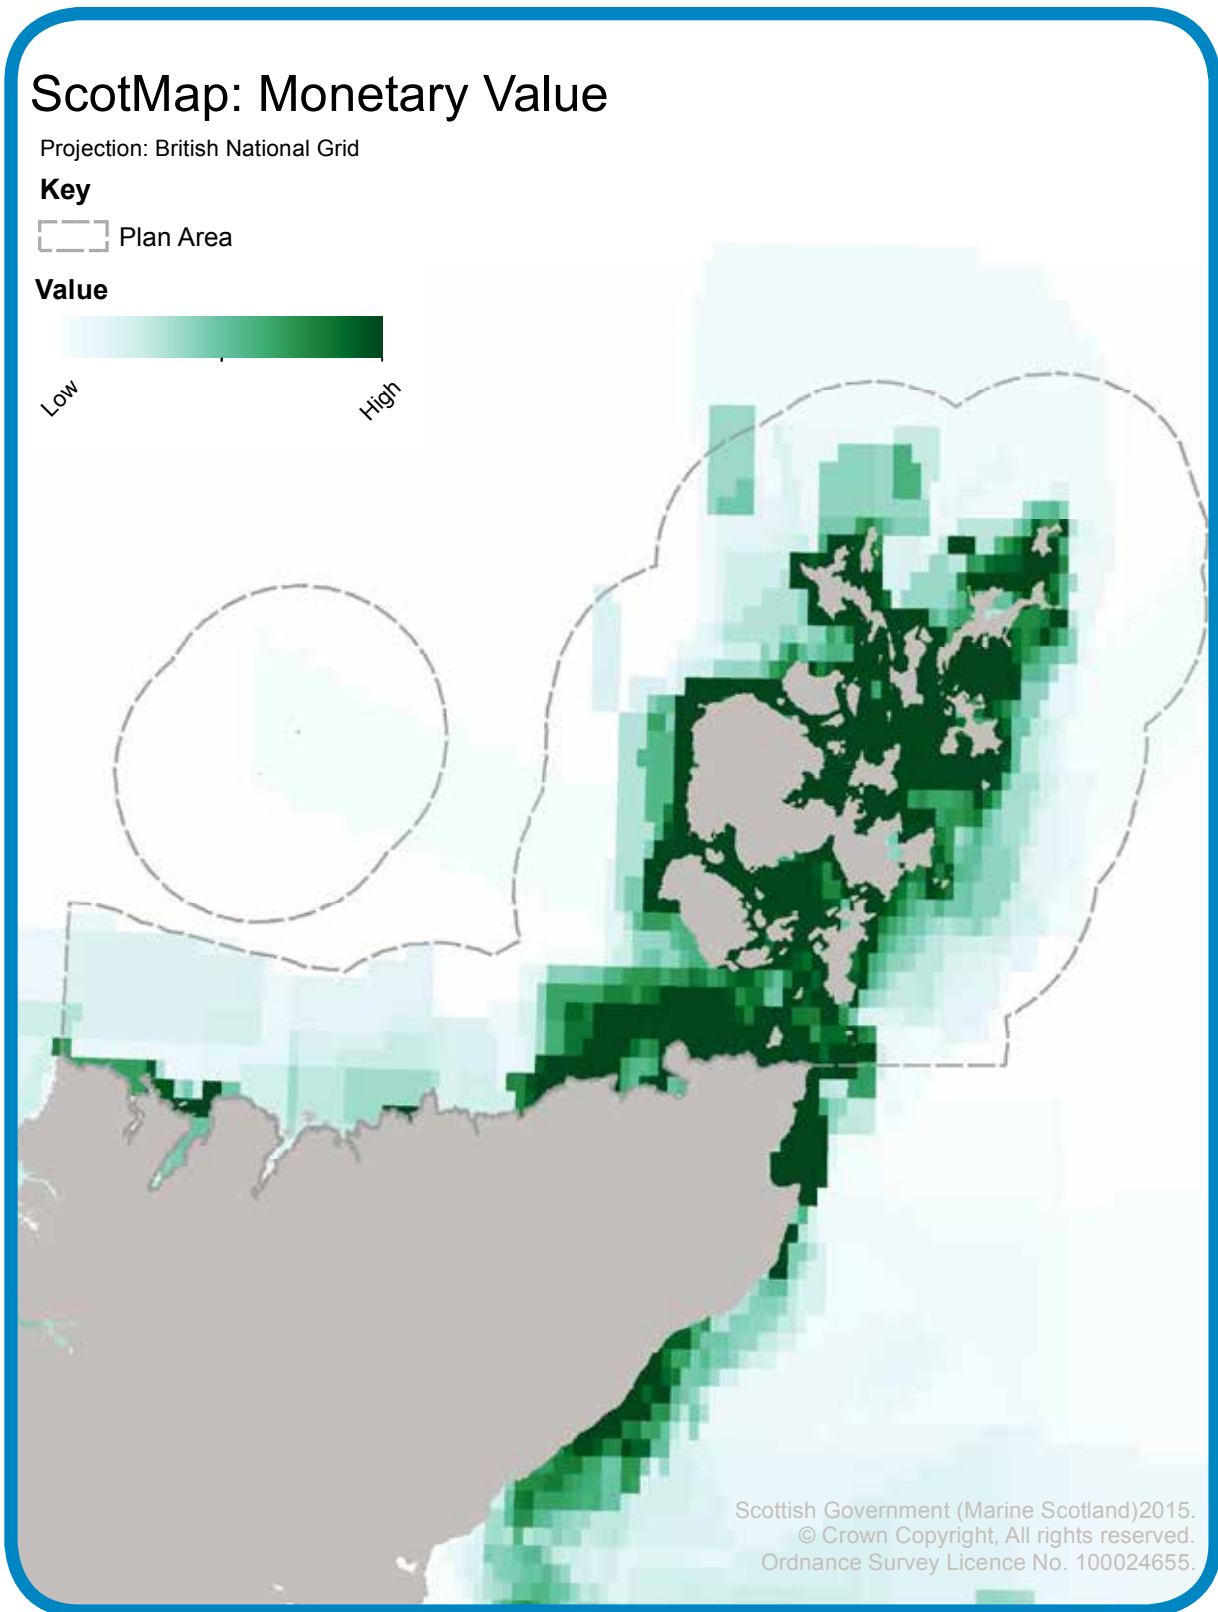 ScotMap: Monetary Value
Projection: British National Grid
Key
Plan Area
Value
Low
High
Scottish Government (Marine Scotland)2015.
© Crown Copyright, All rights reserved.
Ordnance Survey Licence No. 100024655.